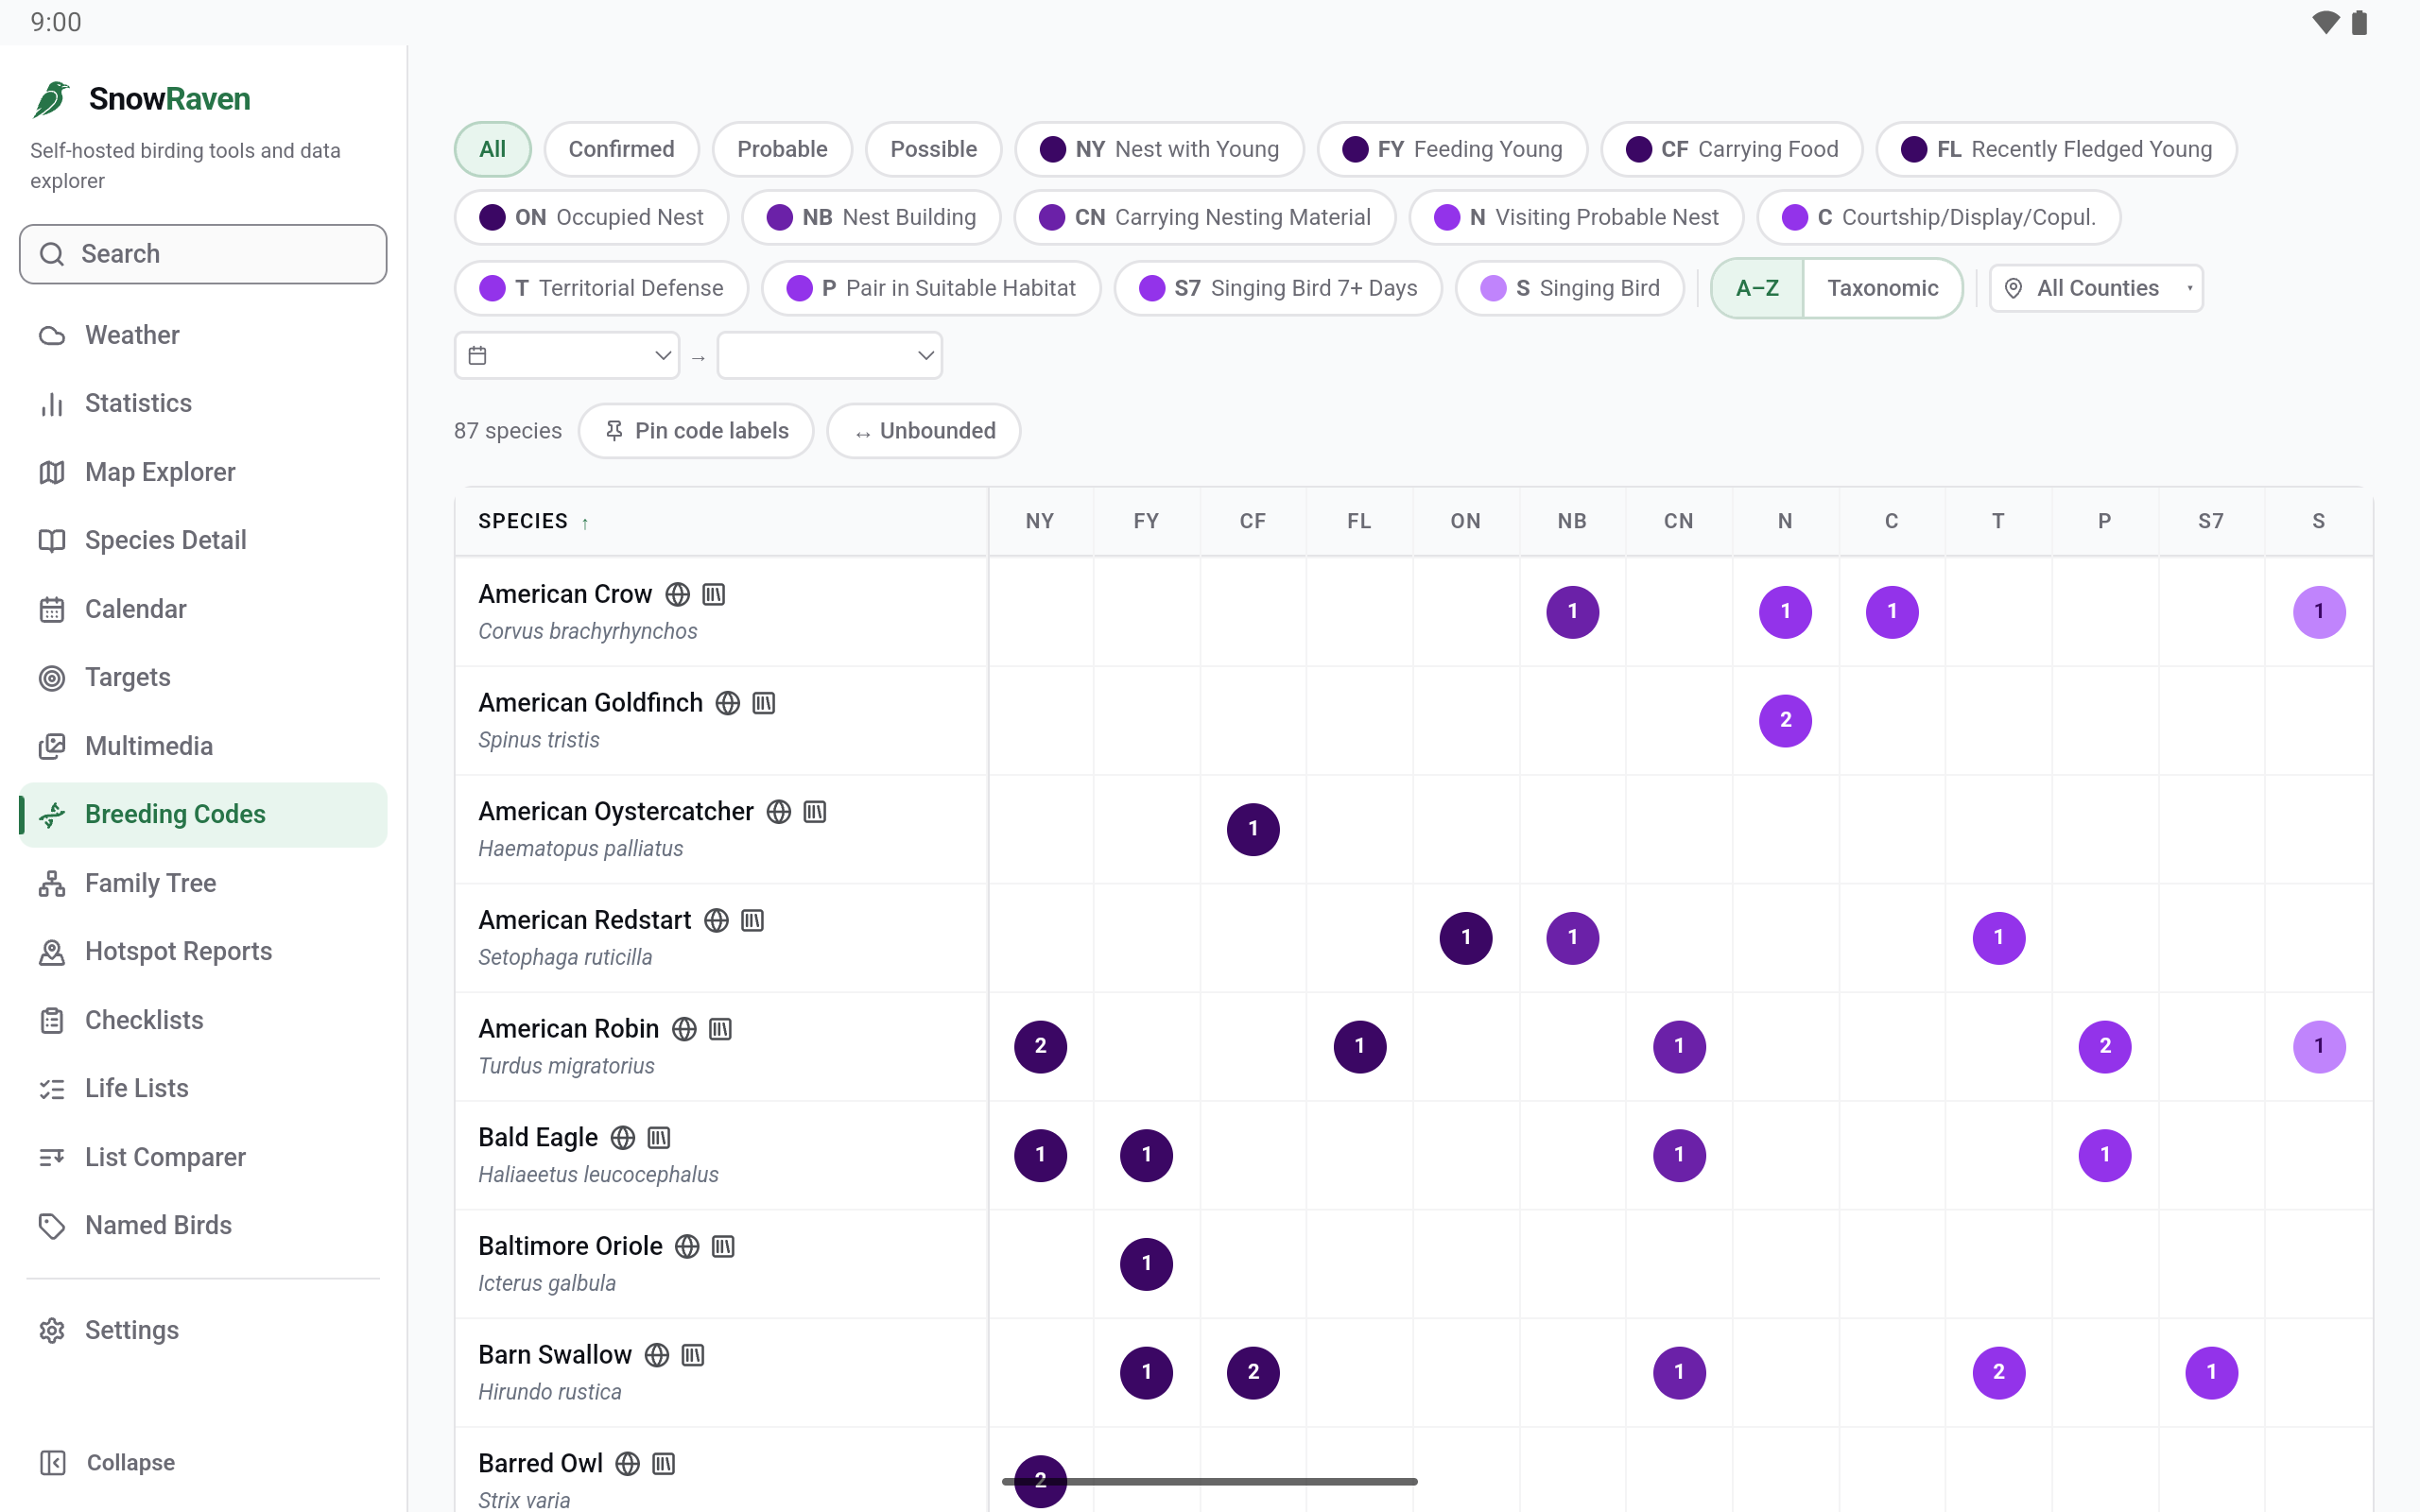 9:00
SnowRaven
Self-hosted birding tools and data
explorer
Search
Weather
Statistics
Map Explorer
Species Detail
Calendar
Targets
Multimedia
Breeding Codes
Family Tree
Hotspot Reports
Checklists
Life Lists
List Comparer
Named Birds
Settings
Collapse
All Confirmed Probable Possible NY Nest with Young FY Feeding Young CF Carrying Food FL Recently Fledged Young
ON Occupied Nest NB Nest Building CN Carrying Nesting Material N Visiting Probable Nest C Courtship/Display/Copul.
T Territorial Defense P Pair in Suitable Habitat S7 Singing Bird 7+ Days S Singing Bird A–Z Taxonomic All Counties
→
87 species Pin code labels ↔ Unbounded
SPECIES ↑ NY FY CF FL ON NB CN N C T P S7 S
American Crow
Corvus brachyrhynchos
1 1 1 1
American Goldfinch
Spinus tristis
2
American Oystercatcher
Haematopus palliatus
1
American Redstart
Setophaga ruticilla
1 1 1
American Robin
Turdus migratorius
2 1 1 2 1
Bald Eagle
Haliaeetus leucocephalus
1 1 1 1
Baltimore Oriole
Icterus galbula
1
Barn Swallow
Hirundo rustica
1 2 1 2 1
Barred Owl
Strix varia
2